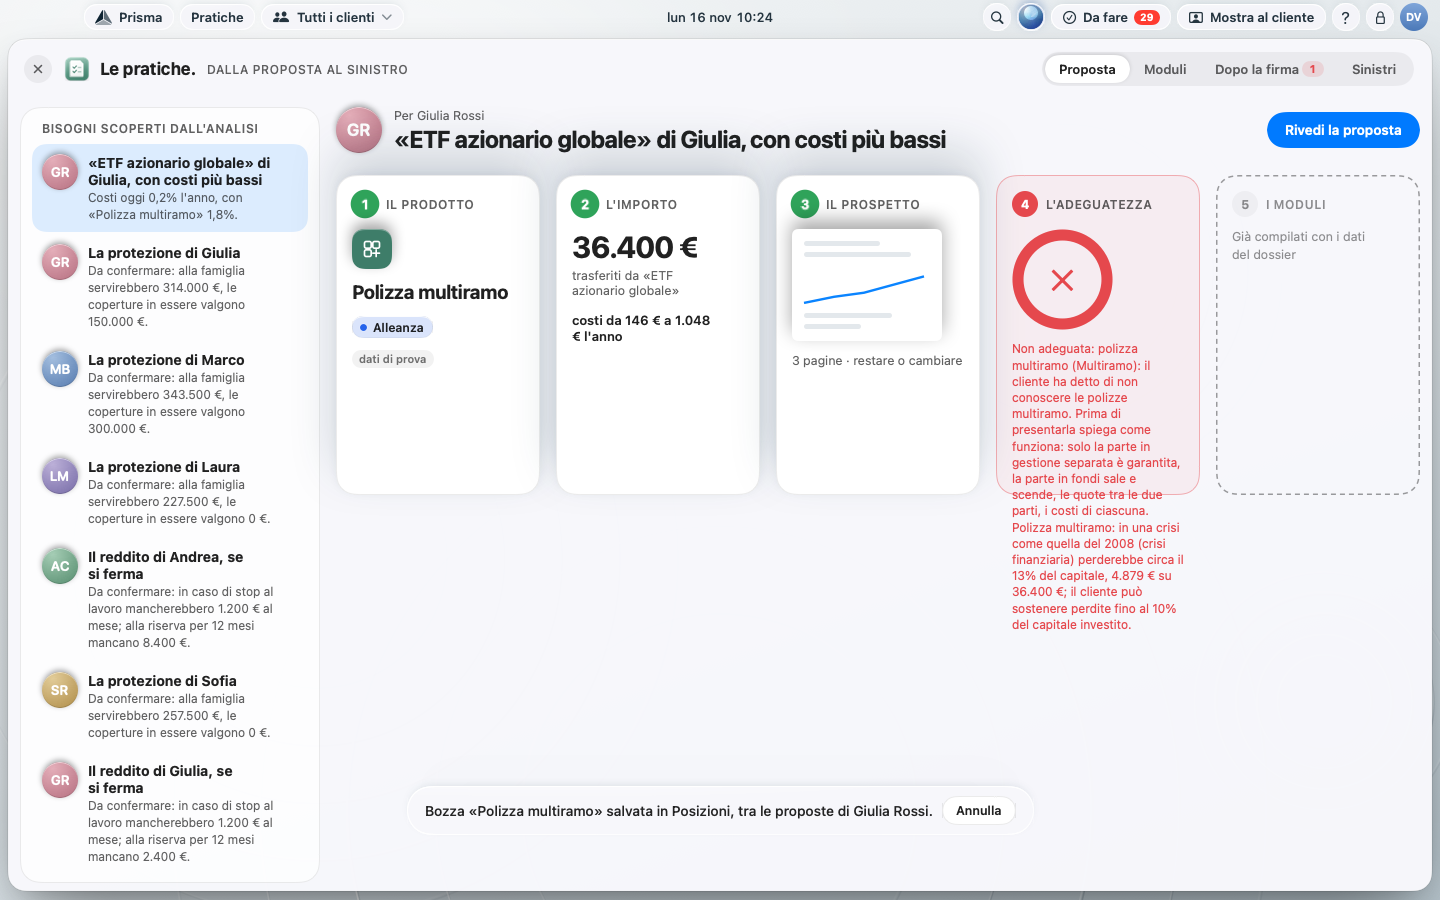 Prisma
Pratiche
Tutti i clienti
lun 16 nov 10:24
Da fare 29
Mostra al cliente
?
DV
Le pratiche. DALLA PROPOSTA AL SINISTRO
Proposta
Moduli
Dopo la firma 1
Sinistri
BISOGNI SCOPERTI DALL'ANALISI
GR
«ETF azionario globale» di
Giulia, con costi più bassi
Costi oggi 0,2% l'anno, con
«Polizza multiramo» 1,8%.
GR
La protezione di Giulia
Da confermare: alla famiglia
servirebbero 314.000 €, le
coperture in essere valgono
150.000 €.
MB
La protezione di Marco
Da confermare: alla famiglia
servirebbero 343.500 €, le
coperture in essere valgono
300.000 €.
LM
La protezione di Laura
Da confermare: alla famiglia
servirebbero 227.500 €, le
coperture in essere valgono 0 €.
AC
Il reddito di Andrea, se
si ferma
Da confermare: in caso di stop al
lavoro mancherebbero 1.200 € al
mese; alla riserva per 12 mesi
mancano 8.400 €.
SR
La protezione di Sofia
Da confermare: alla famiglia
servirebbero 257.500 €, le
coperture in essere valgono 0 €.
GR
Il reddito di Giulia, se
si ferma
Da confermare: in caso di stop al
lavoro mancherebbero 1.200 € al
mese; alla riserva per 12 mesi
mancano 2.400 €.
GR
Per Giulia Rossi
«ETF azionario globale» di Giulia, con costi più bassi
Rivedi la proposta
1 IL PRODOTTO
Polizza multiramo
Alleanza
dati di prova
2 L'IMPORTO
36.400 €
trasferiti da «ETF
azionario globale»
costi da 146 € a 1.048
€ l'anno
3 IL PROSPETTO
3 pagine · restare o cambiare
4 L'ADEGUATEZZA
Non adeguata: polizza
multiramo (Multiramo): il
cliente ha detto di non
conoscere le polizze
multiramo. Prima di
presentarla spiega come
funziona: solo la parte in
gestione separata è garantita,
la parte in fondi sale e
scende, le quote tra le due
parti, i costi di ciascuna.
Polizza multiramo: in una crisi
come quella del 2008 (crisi
finanziaria) perderebbe circa il
13% del capitale, 4.879 € su
36.400 €; il cliente può
sostenere perdite fino al 10%
del capitale investito.
5 I MODULI
Già compilati con i dati
del dossier
Bozza «Polizza multiramo» salvata in Posizioni, tra le proposte di Giulia Rossi.
Annulla